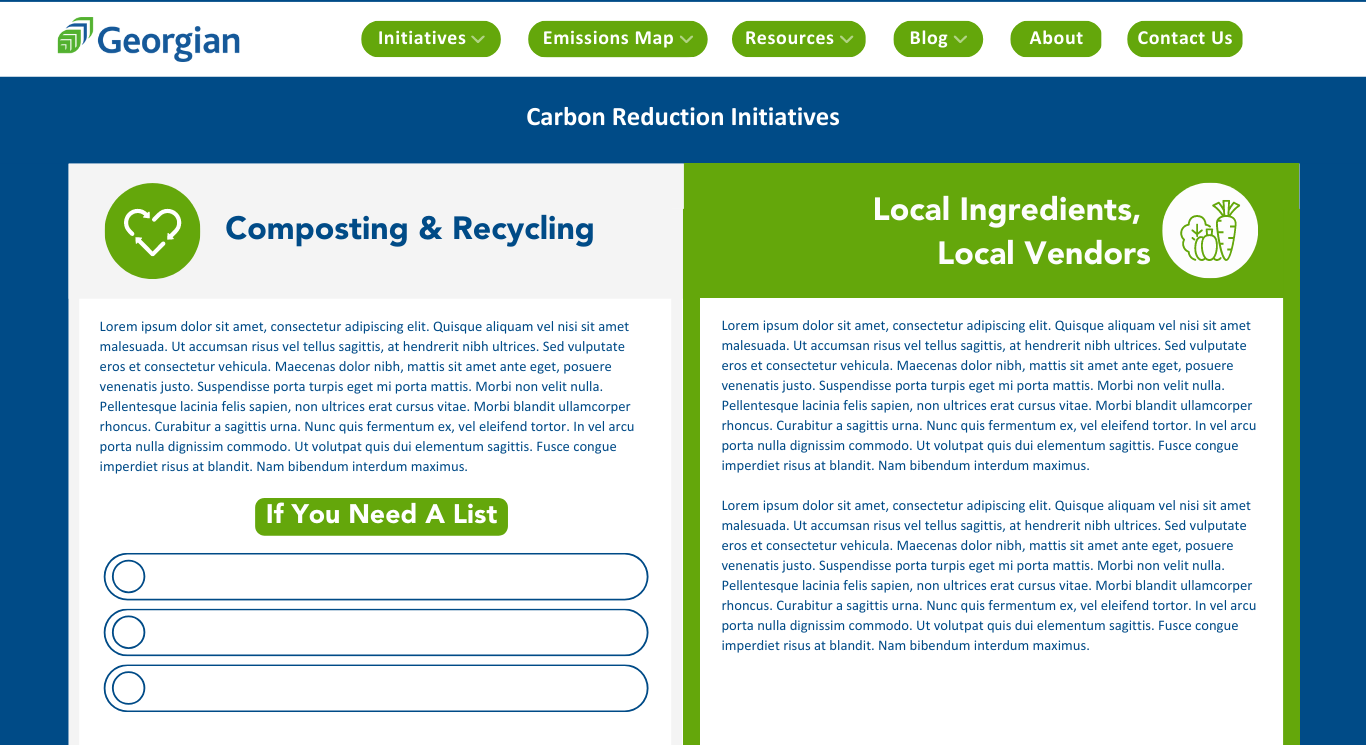 Georgian
Initiatives
Emissions Map
Resources
Blog
About
Contact Us
Carbon Reduction Initiatives
Composting & Recycling
Lorem ipsum dolor sit amet, consectetur adipiscing elit. Quisque aliquam vel nisi sit amet
malesuada. Ut accumsan risus vel tellus sagittis, at hendrerit nibh ultrices. Sed vulputate
eros et consectetur vehicula. Maecenas dolor nibh, mattis sit amet ante eget, posuere
venenatis justo. Suspendisse porta turpis eget mi porta mattis. Morbi non velit nulla.
Pellentesque lacinia felis sapien, non ultrices erat cursus vitae. Morbi blandit ullamcorper
rhoncus. Curabitur a sagittis urna. Nunc quis fermentum ex, vel eleifend tortor. In vel arcu
porta nulla dignissim commodo. Ut volutpat quis dui elementum sagittis. Fusce congue
imperdiet risus at blandit. Nam bibendum interdum maximus.
If You Need A List
Local Ingredients,
Local Vendors
Lorem ipsum dolor sit amet, consectetur adipiscing elit. Quisque aliquam vel nisi sit amet
malesuada. Ut accumsan risus vel tellus sagittis, at hendrerit nibh ultrices. Sed vulputate
eros et consectetur vehicula. Maecenas dolor nibh, mattis sit amet ante eget, posuere
venenatis justo. Suspendisse porta turpis eget mi porta mattis. Morbi non velit nulla.
Pellentesque lacinia felis sapien, non ultrices erat cursus vitae. Morbi blandit ullamcorper
rhoncus. Curabitur a sagittis urna. Nunc quis fermentum ex, vel eleifend tortor. In vel arcu
porta nulla dignissim commodo. Ut volutpat quis dui elementum sagittis. Fusce congue
imperdiet risus at blandit. Nam bibendum interdum maximus.
Lorem ipsum dolor sit amet, consectetur adipiscing elit. Quisque aliquam vel nisi sit amet
malesuada. Ut accumsan risus vel tellus sagittis, at hendrerit nibh ultrices. Sed vulputate
eros et consectetur vehicula. Maecenas dolor nibh, mattis sit amet ante eget, posuere
venenatis justo. Suspendisse porta turpis eget mi porta mattis. Morbi non velit nulla.
Pellentesque lacinia felis sapien, non ultrices erat cursus vitae. Morbi blandit ullamcorper
rhoncus. Curabitur a sagittis urna. Nunc quis fermentum ex, vel eleifend tortor. In vel arcu
porta nulla dignissim commodo. Ut volutpat quis dui elementum sagittis. Fusce congue
imperdiet risus at blandit. Nam bibendum interdum maximus.